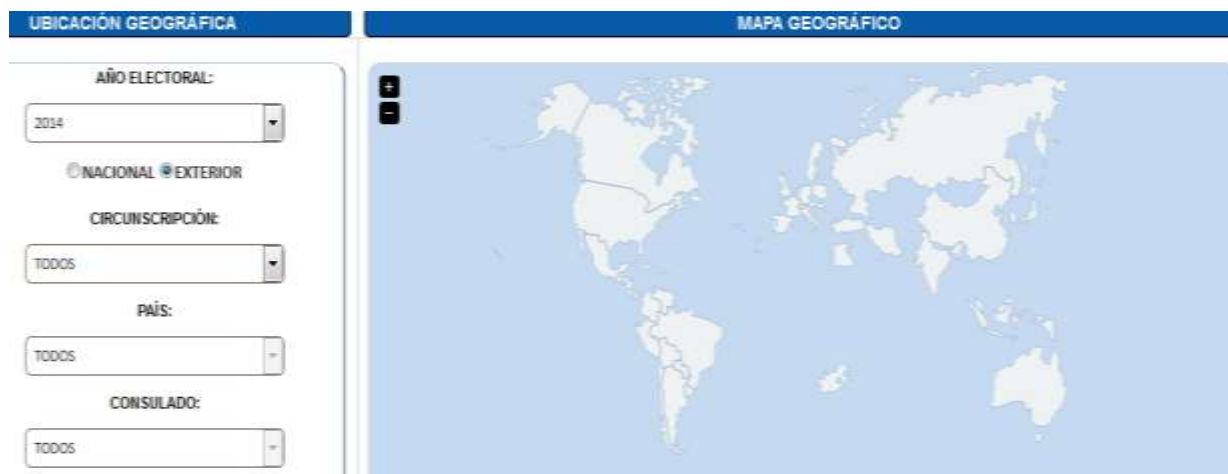 UBICACIÓN GEOGRÁFICA
MAPA GEOGRÁFICO
AÑO ELECTORAL:
2014
NACIONAL EXTERIOR
CIRCUNSCRIPCIÓN:
TODOS
PAÍS:
TODOS
CONSULADO:
TODOS
+
-